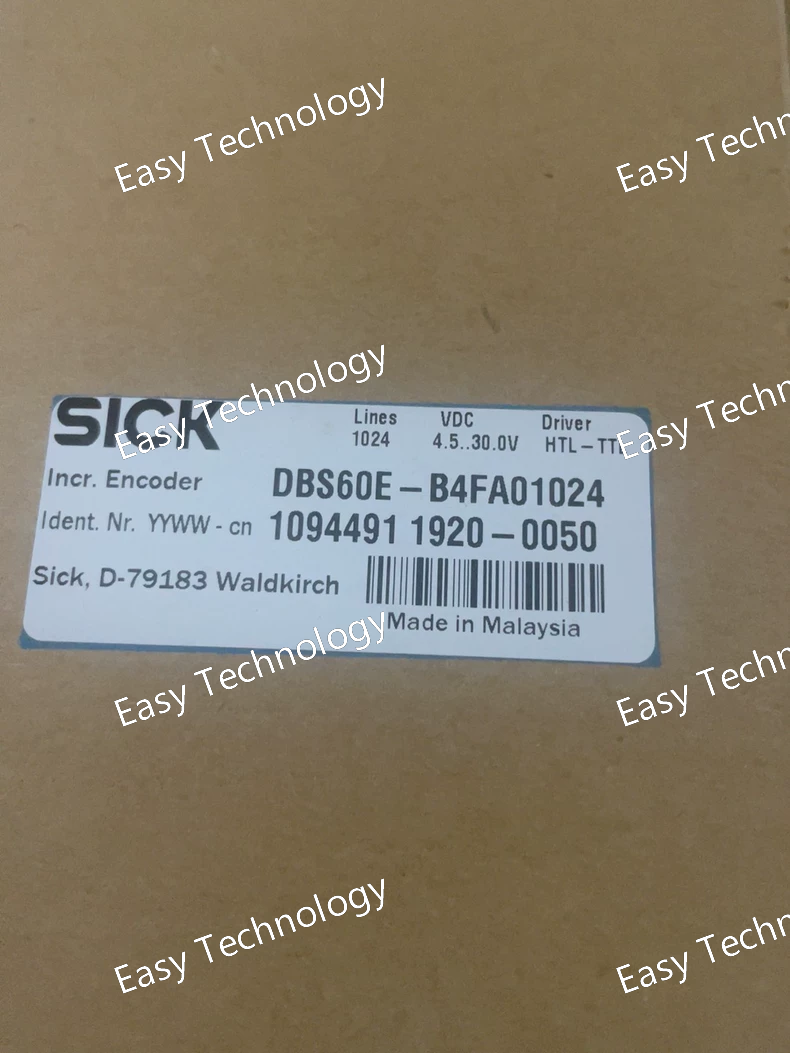 Easy Technology
Easy Techn
Easy Technology
Easy Techn
SICK
Lines VDC Driver
1024 4.5..30.0V HTL-TTL
Incr. Encoder DBS60E-B4FA01024
Ident. Nr. YYWW - cn 1094491 1920-0050
Sick, D-79183 Waldkirch
Made in Malaysia
Easy Technology
Easy Techn
Easy Technology
Easy Techn